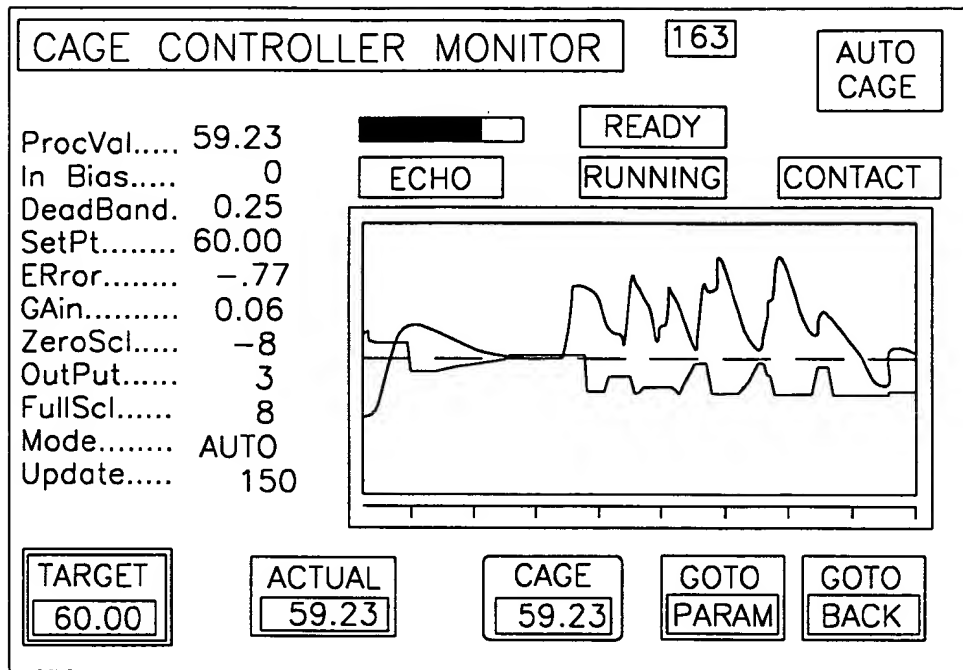 CAGE CONTROLLER MONITOR
163
AUTO
CAGE
ProcVal..... 59.23
In Bias..... 0
DeadBand. 0.25
SetPt........ 60.00
ERror........ -.77
GAin.......... 0.06
ZeroScl..... -8
OutPut...... 3
FullScl...... 8
Mode........ AUTO
Update..... 150
READY
ECHO
RUNNING
CONTACT
TARGET
60.00
ACTUAL
59.23
CAGE
59.23
GOTO
PARAM
GOTO
BACK